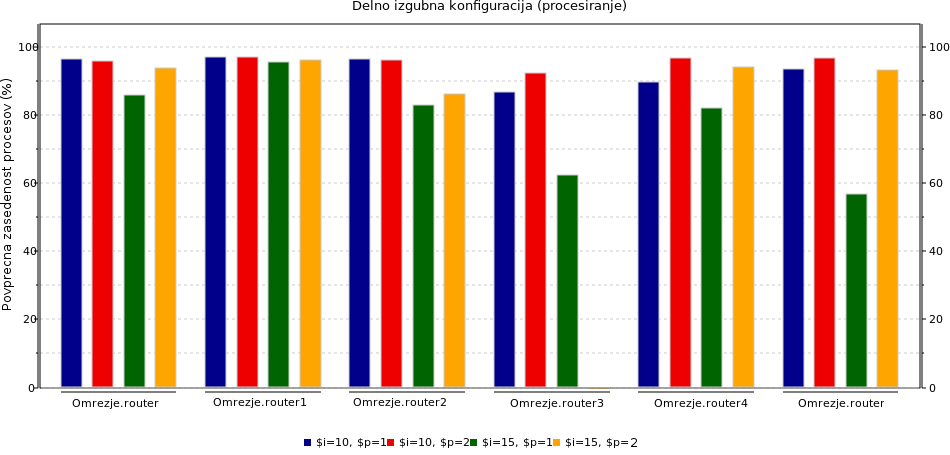 Delno izgubna konfiguracija (procesiranje)
Povprecna zasedenost procesov (%)
100 100
80 80
60 60
40 40
20 20
0 0
Omrezje.router Omrezje.router1 Omrezje.router2 Omrezje.router3 Omrezje.router4 Omrezje.router
$i=10, $p=1 $i=10, $p=2 $i=15, $p=1 $i=15, $p=2